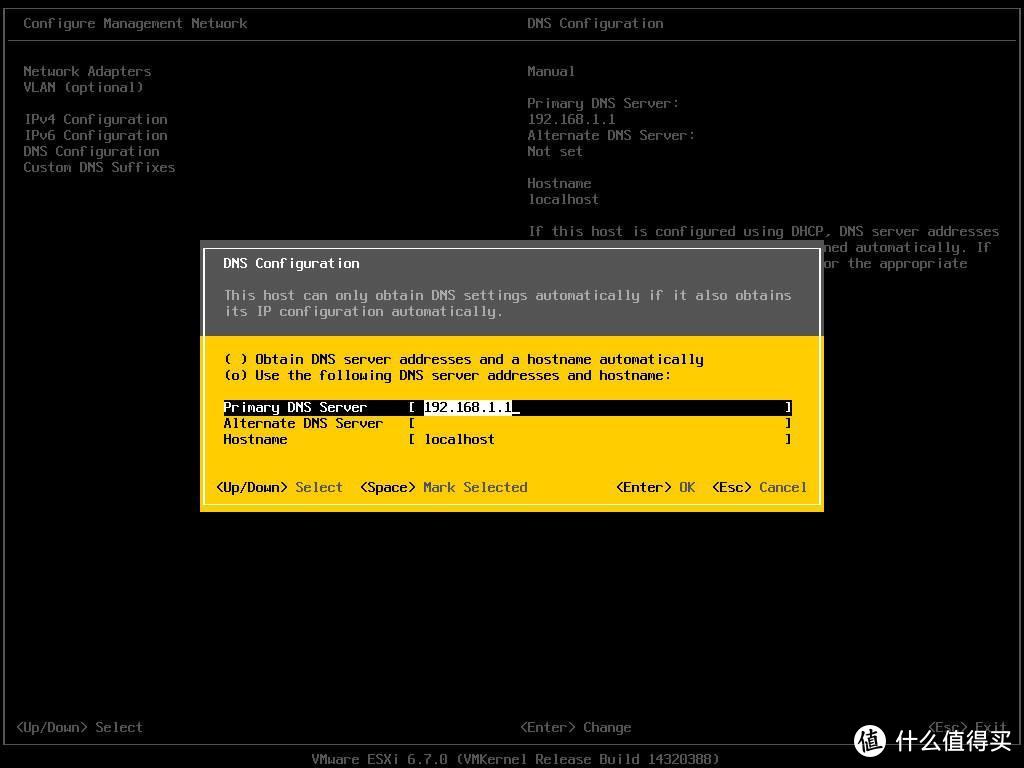 Configure Management Network
DNS Configuration
Network Adapters
VLAN (optional)
IPv4 Configuration
IPv6 Configuration
DNS Configuration
Custom DNS Suffixes
Manual
Primary DNS Server:
192.168.1.1
Alternate DNS Server:
Not set
Hostname
localhost
If this host is configured using DHCP, DNS server addresses
ned automatically. If
or the appropriate
DNS Configuration
This host can only obtain DNS settings automatically if it also obtains
its IP configuration automatically.
( ) Obtain DNS server addresses and a hostname automatically
(o) Use the following DNS server addresses and hostname:
Primary DNS Server [ 192.168.1.1_ ]
Alternate DNS Server [ ]
Hostname [ localhost ]
<Up/Down> Select <Space> Mark Selected <Enter> OK <Esc> Cancel
<Up/Down> Select <Enter> Change <Esc> Exit
值 什么值得买
VMware ESXi 6.7.0 (VMKernel Release Build 14320388)